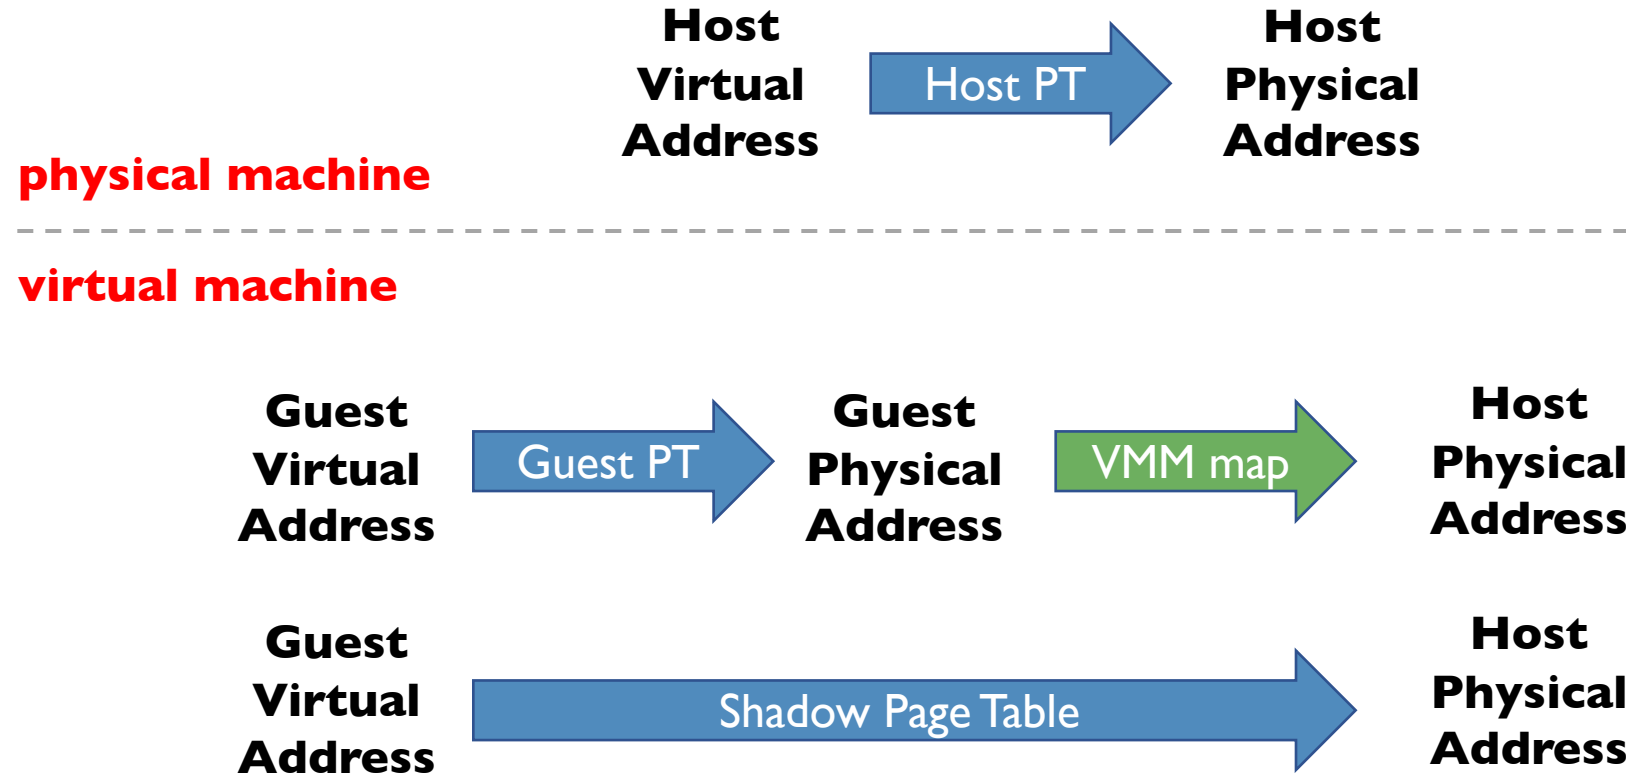 Host
Virtual
Address
Host PT
Host
Physical
Address
physical machine
virtual machine
Guest
Virtual
Address
Guest PT
Guest
Physical
Address
VMM map
Host
Physical
Address
Guest
Virtual
Address
Shadow Page Table
Host
Physical
Address